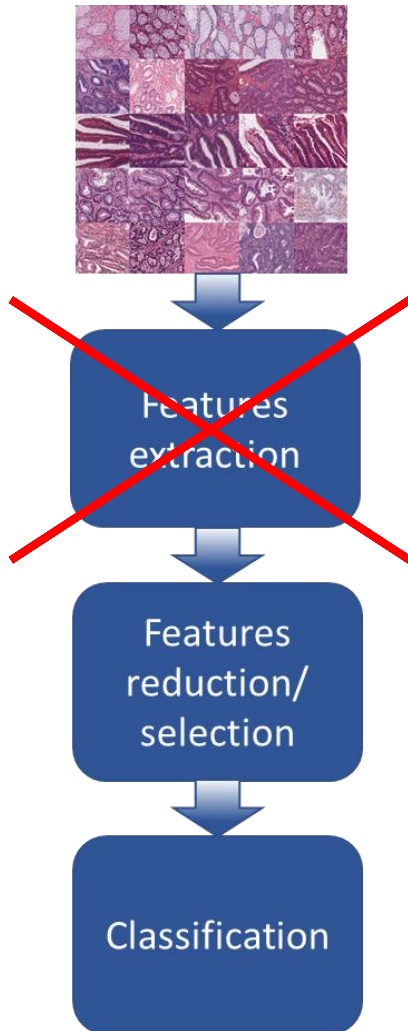 Features
extraction
Features
reduction/
selection
Classification